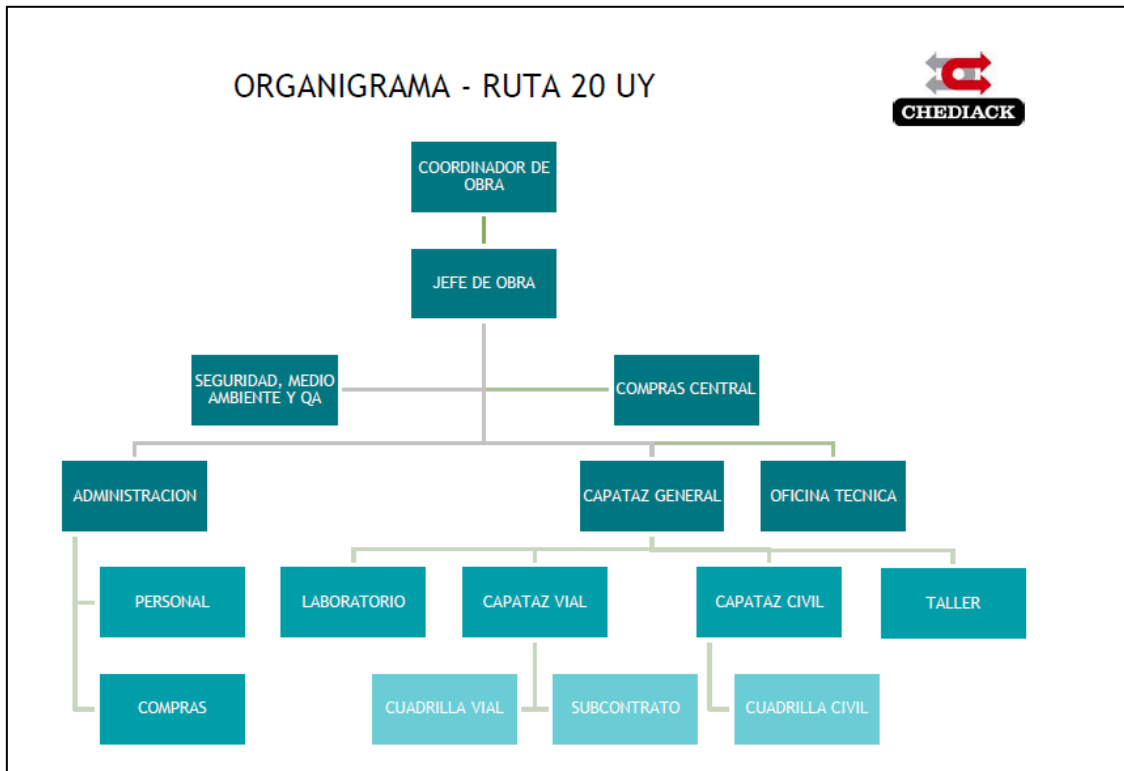 ORGANIGRAMA - RUTA 20 UY
CHEDIACK
COORDINADOR DE
OBRA
JEFE DE OBRA
SEGURIDAD, MEDIO
AMBIENTE Y QA
COMPRAS CENTRAL
ADMINISTRACION
CAPATAZ GENERAL
OFICINA TECNICA
PERSONAL
LABORATORIO
CAPATAZ VIAL
CAPATAZ CIVIL
TALLER
COMPRAS
CUADRILLA VIAL
SUBCONTRATO
CUADRILLA CIVIL